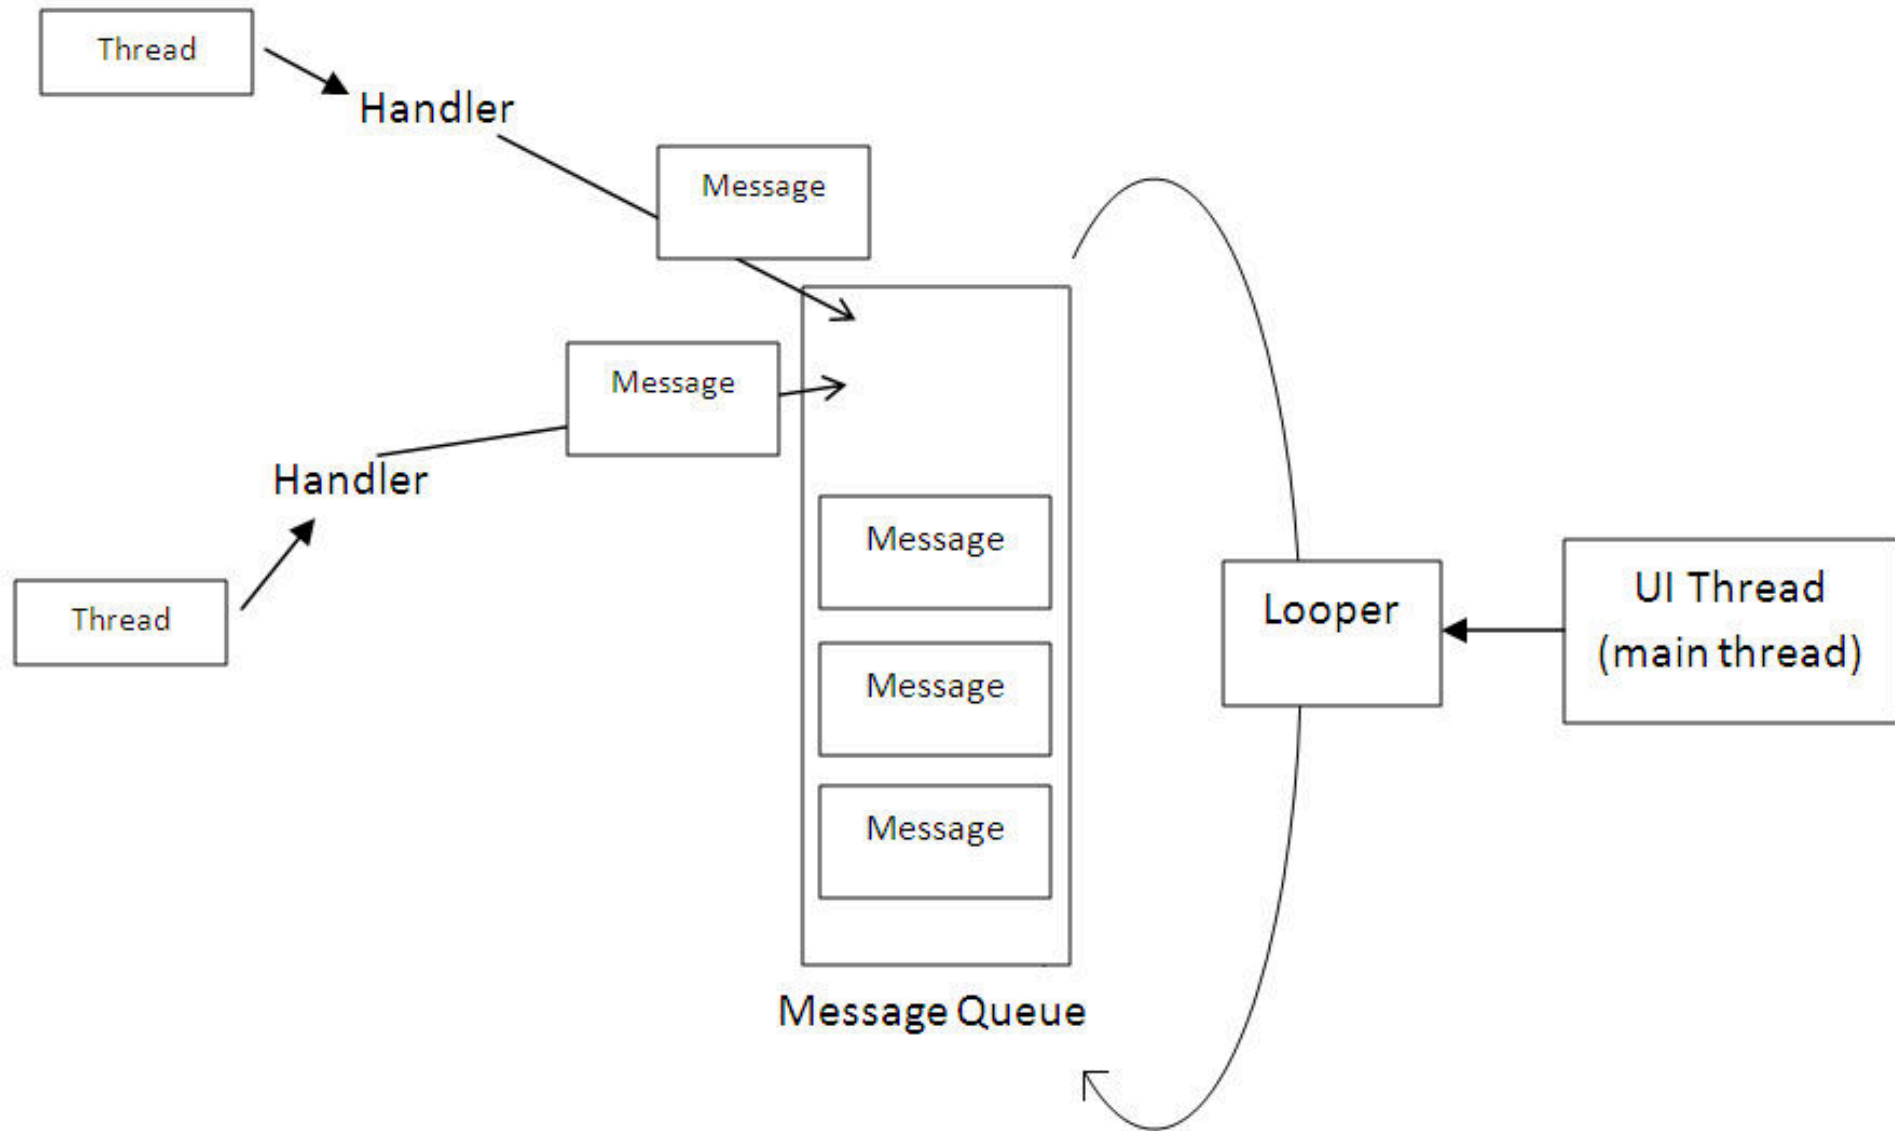 Thread
Handler
Message
Message
Handler
Thread
Message
Message
Message
Message Queue
Looper
UI Thread
(main thread)